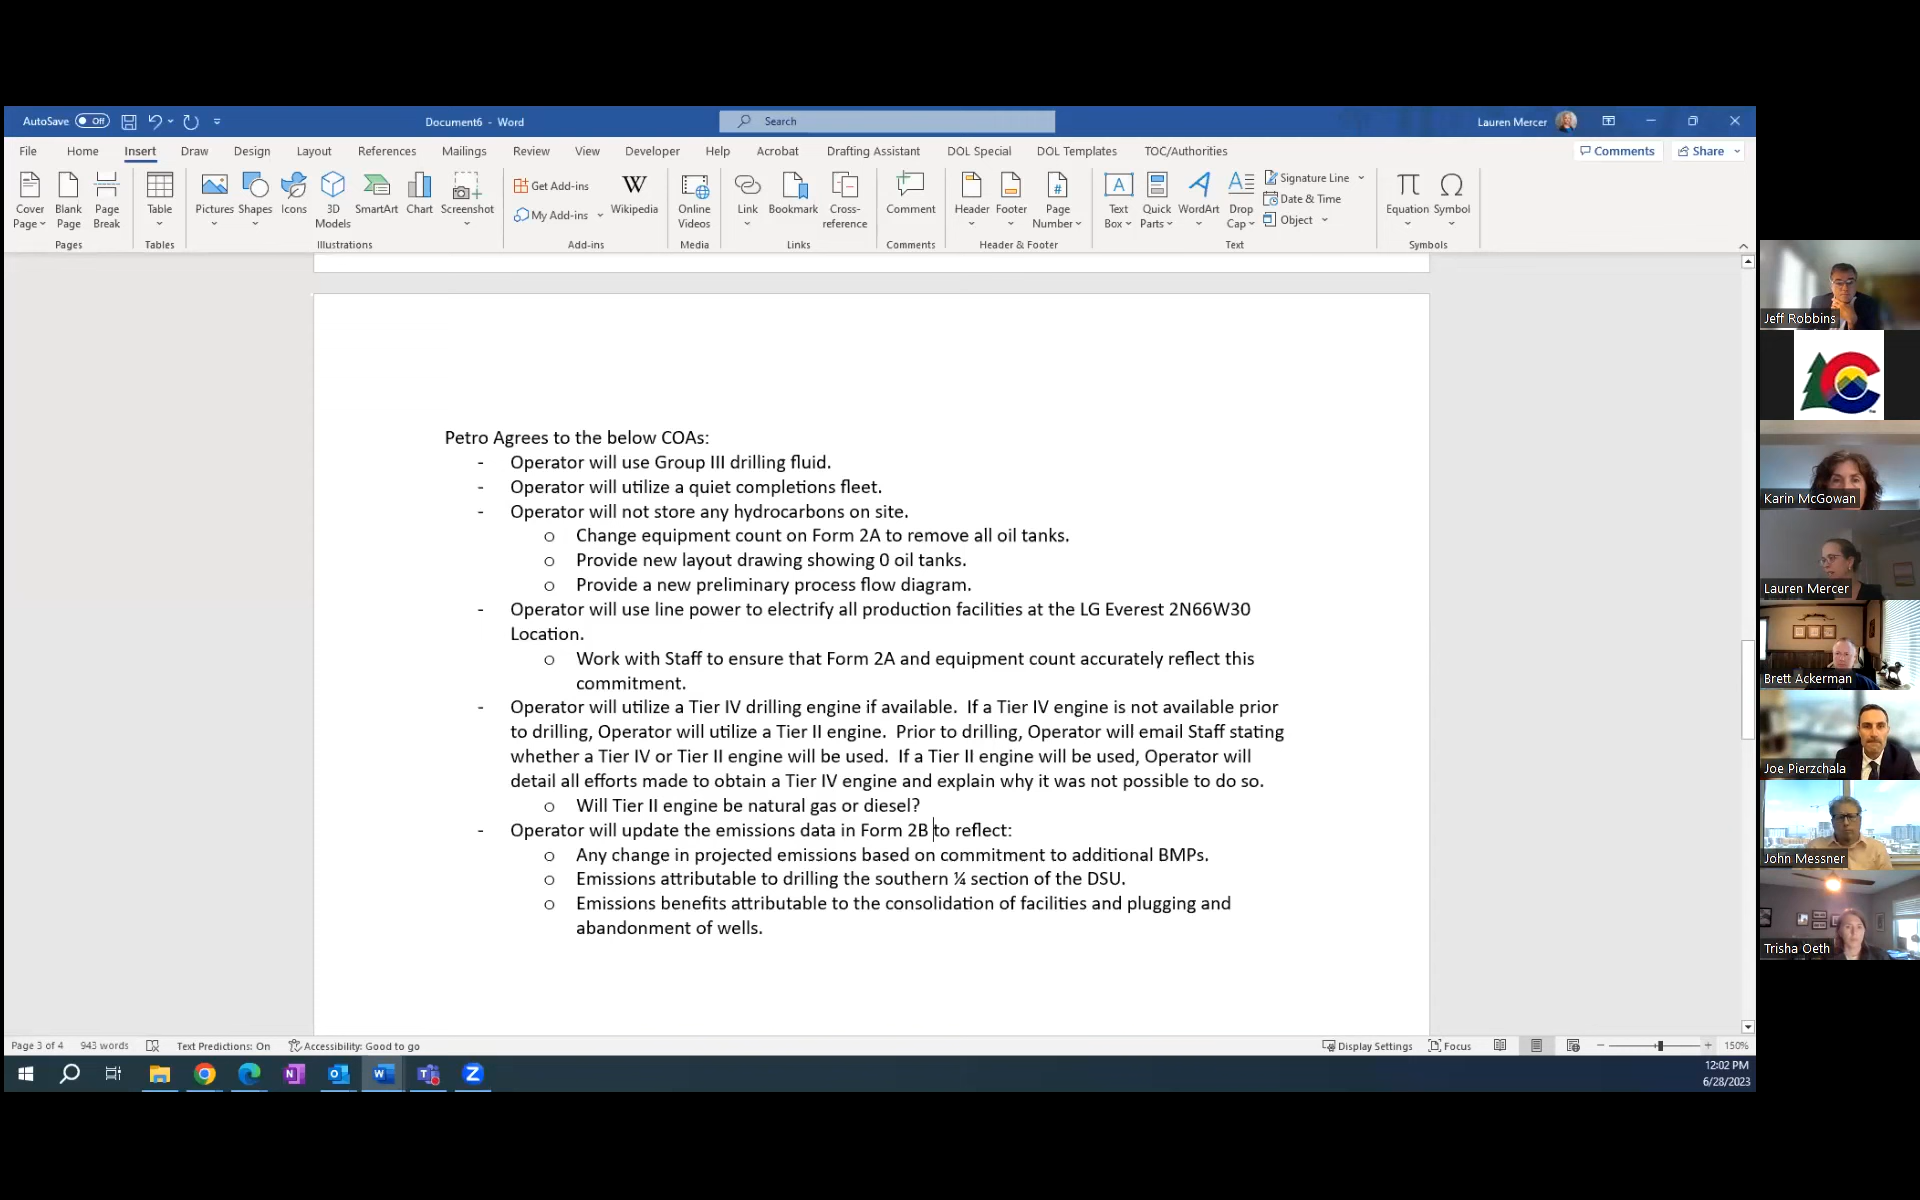 AutoSave Off
Document6 - Word
Search
Lauren Mercer
File Home Insert Draw Design Layout References Mailings Review View Developer Help Acrobat Drafting Assistant DOL Special DOL Templates TOC/Authorities
Comments Share
Cover Page
Blank Page
Page Break
Table
Pictures
Shapes
Icons
3D Models
SmartArt
Chart
Screenshot
Get Add-ins
My Add-ins
Wikipedia
Online Videos
Link
Bookmark
Cross-reference
Comment
Header
Footer
Page Number
Text Box
Quick Parts
WordArt
Drop Cap
Signature Line
Date & Time
Object
Equation
Symbol
Pages Tables Illustrations Add-ins Media Links Comments Header & Footer Text Symbols
Petro Agrees to the below COAs:
- Operator will use Group III drilling fluid.
- Operator will utilize a quiet completions fleet.
- Operator will not store any hydrocarbons on site.
o Change equipment count on Form 2A to remove all oil tanks.
o Provide new layout drawing showing 0 oil tanks.
o Provide a new preliminary process flow diagram.
- Operator will use line power to electrify all production facilities at the LG Everest 2N66W30
Location.
o Work with Staff to ensure that Form 2A and equipment count accurately reflect this
commitment.
- Operator will utilize a Tier IV drilling engine if available.  If a Tier IV engine is not available prior
to drilling, Operator will utilize a Tier II engine.  Prior to drilling, Operator will email Staff stating
whether a Tier IV or Tier II engine will be used.  If a Tier II engine will be used, Operator will
detail all efforts made to obtain a Tier IV engine and explain why it was not possible to do so.
o Will Tier II engine be natural gas or diesel?
- Operator will update the emissions data in Form 2B to reflect:
o Any change in projected emissions based on commitment to additional BMPs.
o Emissions attributable to drilling the southern ¼ section of the DSU.
o Emissions benefits attributable to the consolidation of facilities and plugging and
abandonment of wells.
Page 3 of 4 943 words Text Predictions: On Accessibility: Good to go
Display Settings Focus 150%
12:02 PM
6/28/2023
Jeff Robbins
Karin McGowan
Lauren Mercer
Brett Ackerman
Joe Pierzchala
John Messner
Trisha Oeth